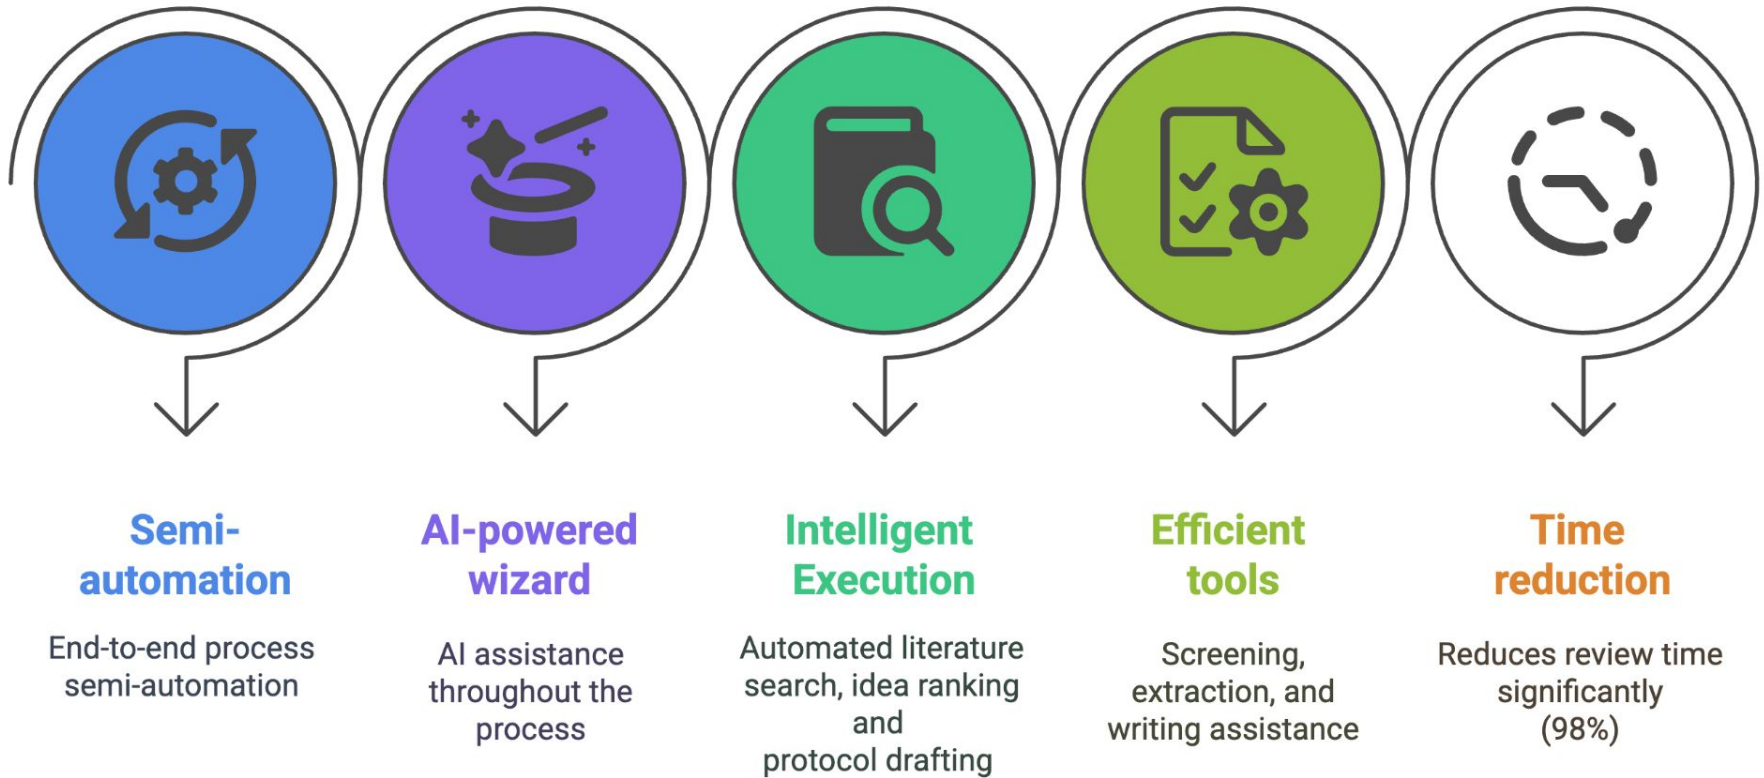 Semi-
automation
End-to-end process
semi-automation
AI-powered
wizard
AI assistance
throughout the
process
Intelligent
Execution
Automated literature
search, idea ranking
and
protocol drafting
Efficient
tools
Screening,
extraction, and
writing assistance
Time
reduction
Reduces review time
significantly
(98%)